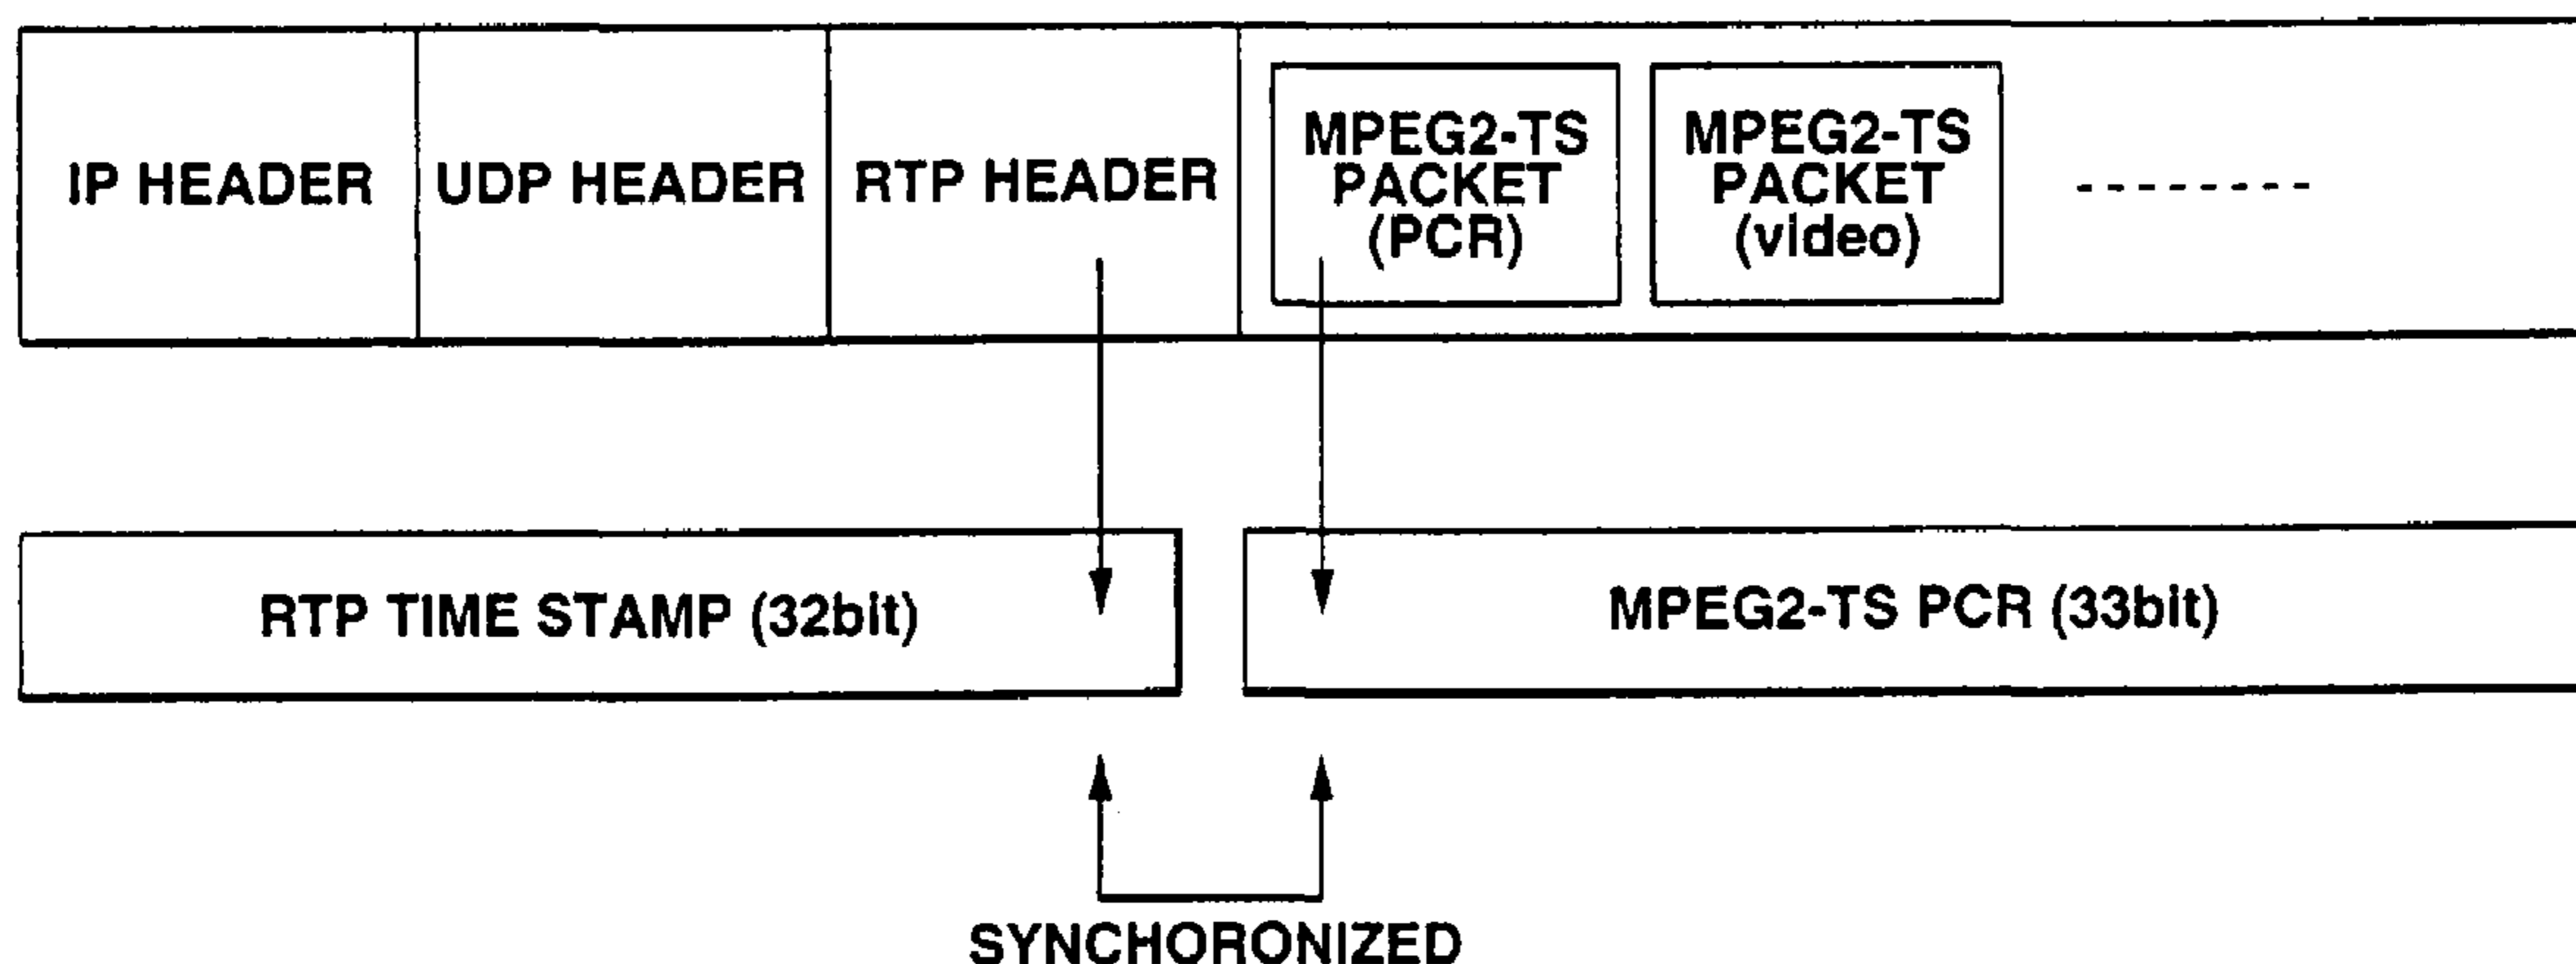 IP HEADER
UDP HEADER
RTP HEADER
MPEG2-TS
PACKET
(PCR)
MPEG2-TS
PACKET
(video)
RTP TIME STAMP (32bit)
MPEG2-TS PCR (33bit)
SYNCHORONIZED